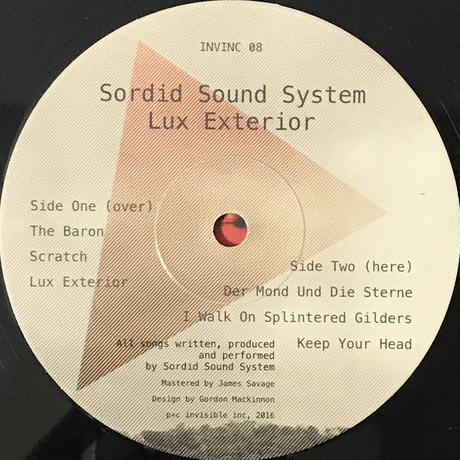 INVINC 08
Sordid Sound System
Lux Exterior
Side One (over)
The Baron
Scratch
Lux Exterior
Side Two (here)
Der Mond Und Die Sterne
I Walk On Splintered Gilders
Keep Your Head
All songs written, produced
and performed
by Sordid Sound System
Mastered by James Savage
Design by Gordon Mackinnon
p+c invisible inc, 2016